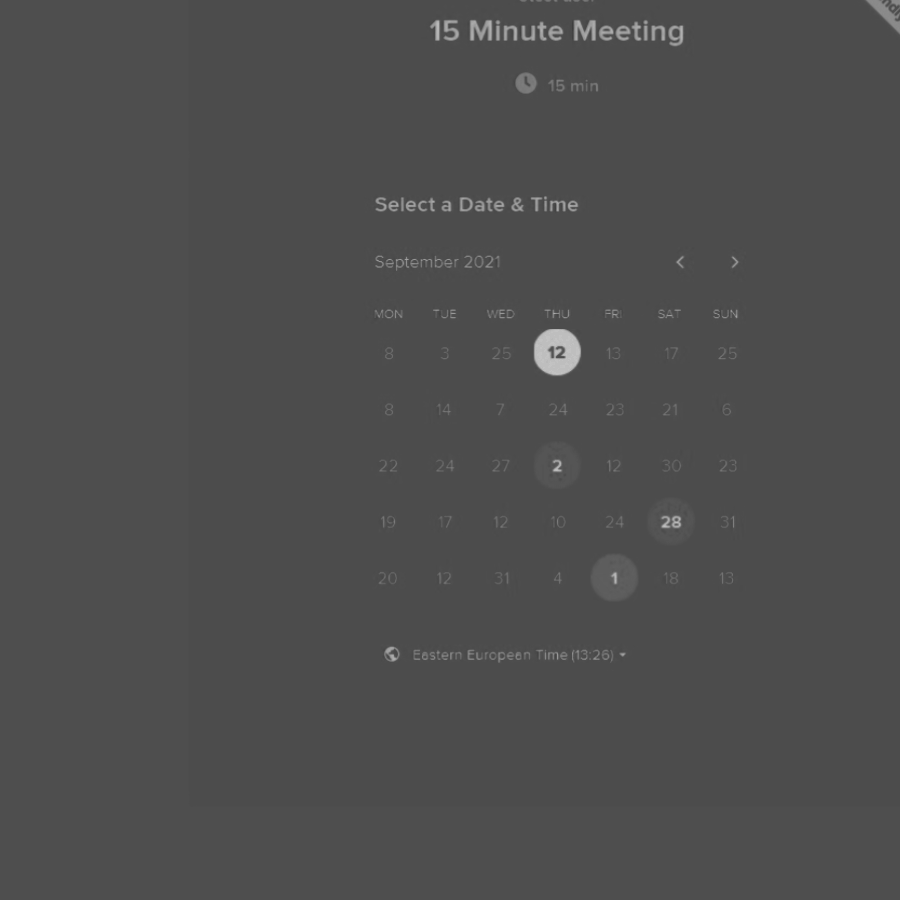 15 Minute Meeting
15 min
Select a Date & Time
September 2021
MON TUE WED THU FRI SAT SUN
8 3 25 12 13 17 25
8 14 7 24 23 21 6
22 24 27 2 12 30 23
19 17 12 10 24 28 31
20 12 31 4 1 18 13
Eastern European Time (13:26)